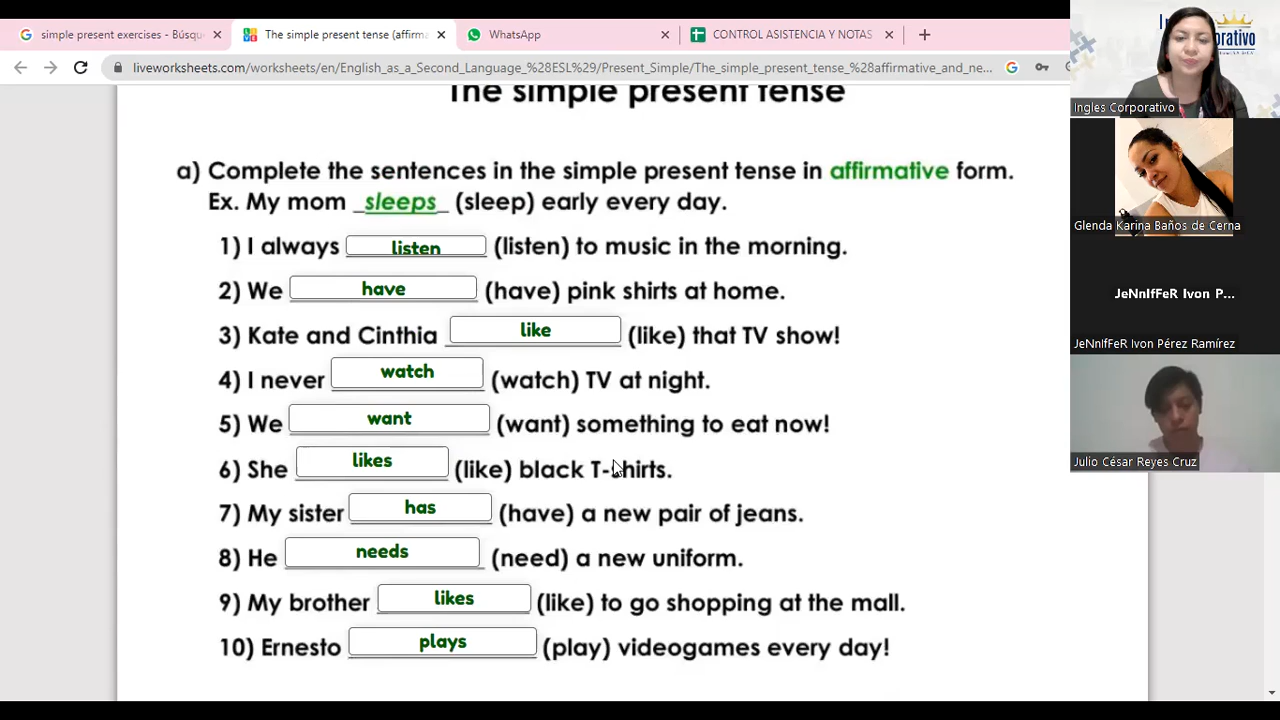 simple present exercises - Búsqu
The simple present tense (affirma
WhatsApp
CONTROL ASISTENCIA Y NOTAS
liveworksheets.com/worksheets/en/English_as_a_Second_Language_%28ESL%29/Present_Simple/The_simple_present_tense_%28affirmative_and_ne...
The simple present tense
a) Complete the sentences in the simple present tense in affirmative form.
Ex. My mom _sleeps_ (sleep) early every day.
1) I always listen (listen) to music in the morning.
2) We have (have) pink shirts at home.
3) Kate and Cinthia like (like) that TV show!
4) I never watch (watch) TV at night.
5) We want (want) something to eat now!
6) She likes (like) black T-shirts.
7) My sister has (have) a new pair of jeans.
8) He needs (need) a new uniform.
9) My brother likes (like) to go shopping at the mall.
10) Ernesto plays (play) videogames every day!
Ingles Corporativo
Glenda Karina Baños de Cerna
JeNnIfFeR Ivon P...
JeNnIfFeR Ivon Pérez Ramírez
Julio César Reyes Cruz